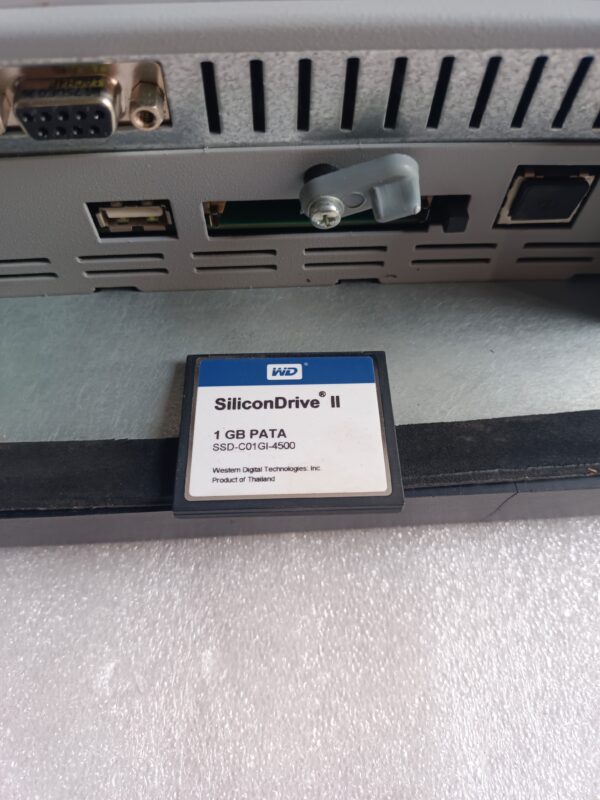 WD®
SiliconDrive® II
1 GB PATA
SSD-C01GI-4500
Western Digital Technologies, Inc.
Product of Thailand